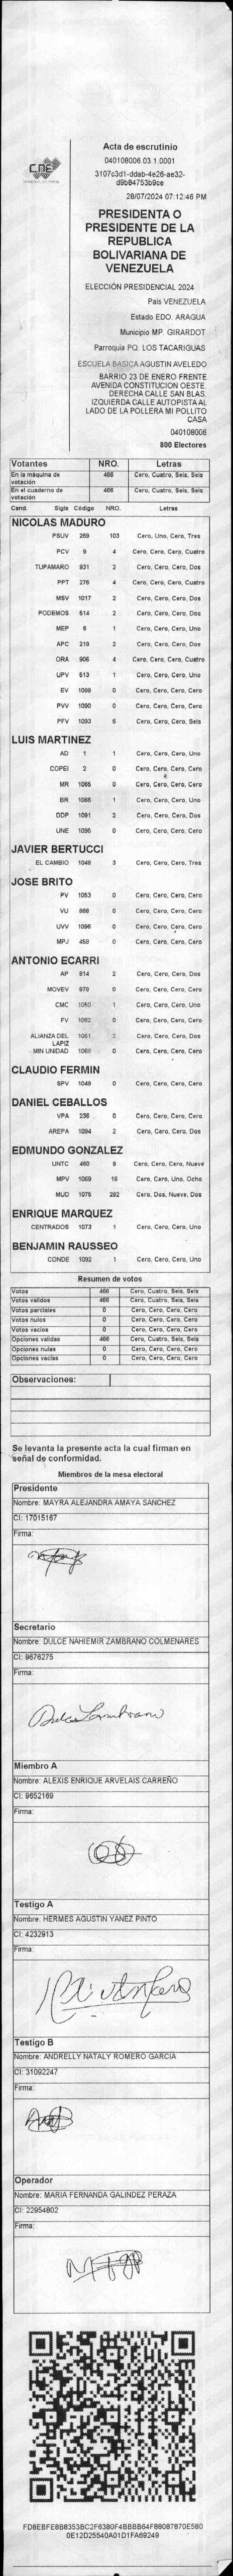 CNE
Acta de escrutinio
040108006.03.1.0001
3107c3d1-ddab-4e26-ae32-
d9b84753b9ce
28/07/2024 07:12:46 PM
PRESIDENTA O
PRESIDENTE DE LA
REPUBLICA
BOLIVARIANA DE
VENEZUELA
ELECCIÓN PRESIDENCIAL 2024
País VENEZUELA
Estado EDO. ARAGUA
Municipio MP. GIRARDOT
Parroquia PQ. LOS TACARIGUAS
ESCUELA BASICA AGUSTIN AVELEDO
BARRIO 23 DE ENERO FRENTE
AVENIDA CONSTITUCION OESTE.
DERECHA CALLE SAN BLAS.
IZQUIERDA CALLE AUTOPISTA AL
LADO DE LA POLLERA MI POLLITO
CASA
040108006
800 Electores
Votantes NRO. Letras
En la máquina de votación 466 Cero, Cuatro, Seis, Seis
En el cuaderno de votación 466 Cero, Cuatro, Seis, Seis
Cand. Sigla Código NRO. Letras
NICOLAS MADURO
PSUV 269 103 Cero, Uno, Cero, Tres
PCV 9 4 Cero, Cero, Cero, Cuatro
TUPAMARO 931 2 Cero, Cero, Cero, Dos
PPT 276 4 Cero, Cero, Cero, Cuatro
MSV 1017 2 Cero, Cero, Cero, Dos
PODEMOS 514 2 Cero, Cero, Cero, Dos
MEP 6 1 Cero, Cero, Cero, Uno
APC 219 2 Cero, Cero, Cero, Dos
ORA 906 4 Cero, Cero, Cero, Cuatro
UPV 513 1 Cero, Cero, Cero, Uno
EV 1089 0 Cero, Cero, Cero, Cero
PVV 1090 0 Cero, Cero, Cero, Cero
PFV 1093 6 Cero, Cero, Cero, Seis
LUIS MARTINEZ
AD 1 1 Cero, Cero, Cero, Uno
COPEI 2 0 Cero, Cero, Cero, Cero
MR 1065 0 Cero, Cero, Cero, Cero
BR 1066 1 Cero, Cero, Cero, Uno
DDP 1091 2 Cero, Cero, Cero, Dos
UNE 1095 0 Cero, Cero, Cero, Cero
JAVIER BERTUCCI
EL CAMBIO 1048 3 Cero, Cero, Cero, Tres
JOSE BRITO
PV 1053 0 Cero, Cero, Cero, Cero
VU 868 0 Cero, Cero, Cero, Cero
UVV 1096 0 Cero, Cero, Cero, Cero
MPJ 458 0 Cero, Cero, Cero, Cero
ANTONIO ECARRI
AP 814 2 Cero, Cero, Cero, Dos
MOVEV 979 0 Cero, Cero, Cero, Cero
CMC 1050 1 Cero, Cero, Cero, Uno
FV 1062 0 Cero, Cero, Cero, Cero
ALIANZA DEL LAPIZ 1051 2 Cero, Cero, Cero, Dos
MIN UNIDAD 1068 0 Cero, Cero, Cero, Cero
CLAUDIO FERMIN
SPV 1049 0 Cero, Cero, Cero, Cero
DANIEL CEBALLOS
VPA 236 0 Cero, Cero, Cero, Cero
AREPA 1094 2 Cero, Cero, Cero, Dos
EDMUNDO GONZALEZ
UNTC 460 9 Cero, Cero, Cero, Nueve
MPV 1069 18 Cero, Cero, Uno, Ocho
MUD 1075 292 Cero, Dos, Nueve, Dos
ENRIQUE MARQUEZ
CENTRADOS 1073 1 Cero, Cero, Cero, Uno
BENJAMIN RAUSSEO
CONDE 1092 1 Cero, Cero, Cero, Uno
Resumen de votos
Votos 466 Cero, Cuatro, Seis, Seis
Votos validos 466 Cero, Cuatro, Seis, Seis
Votos parciales 0 Cero, Cero, Cero, Cero
Votos nulos 0 Cero, Cero, Cero, Cero
Votos vacios 0 Cero, Cero, Cero, Cero
Opciones validas 466 Cero, Cuatro, Seis, Seis
Opciones nulas 0 Cero, Cero, Cero, Cero
Opciones vacias 0 Cero, Cero, Cero, Cero
Observaciones:
Se levanta la presente acta la cual firman en
señal de conformidad.
Miembros de la mesa electoral
Presidente
Nombre: MAYRA ALEJANDRA AMAYA SANCHEZ
CI: 17015167
Firma:
Secretario
Nombre: DULCE NAHIEMIR ZAMBRANO COLMENARES
CI: 9676275
Firma:
Dulce Zambrano
Miembro A
Nombre: ALEXIS ENRIQUE ARVELAIS CARREÑO
CI: 9652169
Firma:
Testigo A
Nombre: HERMES AGUSTIN YANEZ PINTO
CI: 4232913
Firma:
Testigo B
Nombre: ANDRELLY NATALY ROMERO GARCIA
CI: 31092247
Firma:
Operador
Nombre: MARIA FERNANDA GALINDEZ PERAZA
CI: 22954802
Firma:
FD8EBFE8B8353BC2F63B0F4BBBB64FB8087870E580
0E12D25540A01D1FA69249